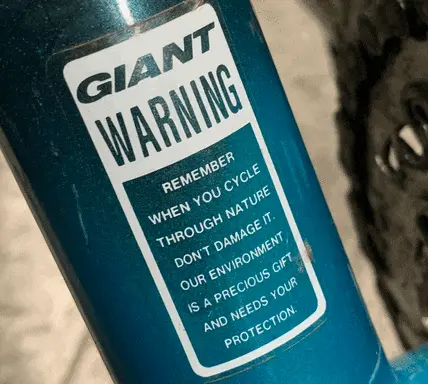 GIANT
WARNING
REMEMBER
WHEN YOU CYCLE
THROUGH NATURE
DON'T DAMAGE IT.
OUR ENVIRONMENT
IS A PRECIOUS GIFT
AND NEEDS YOUR
PROTECTION.